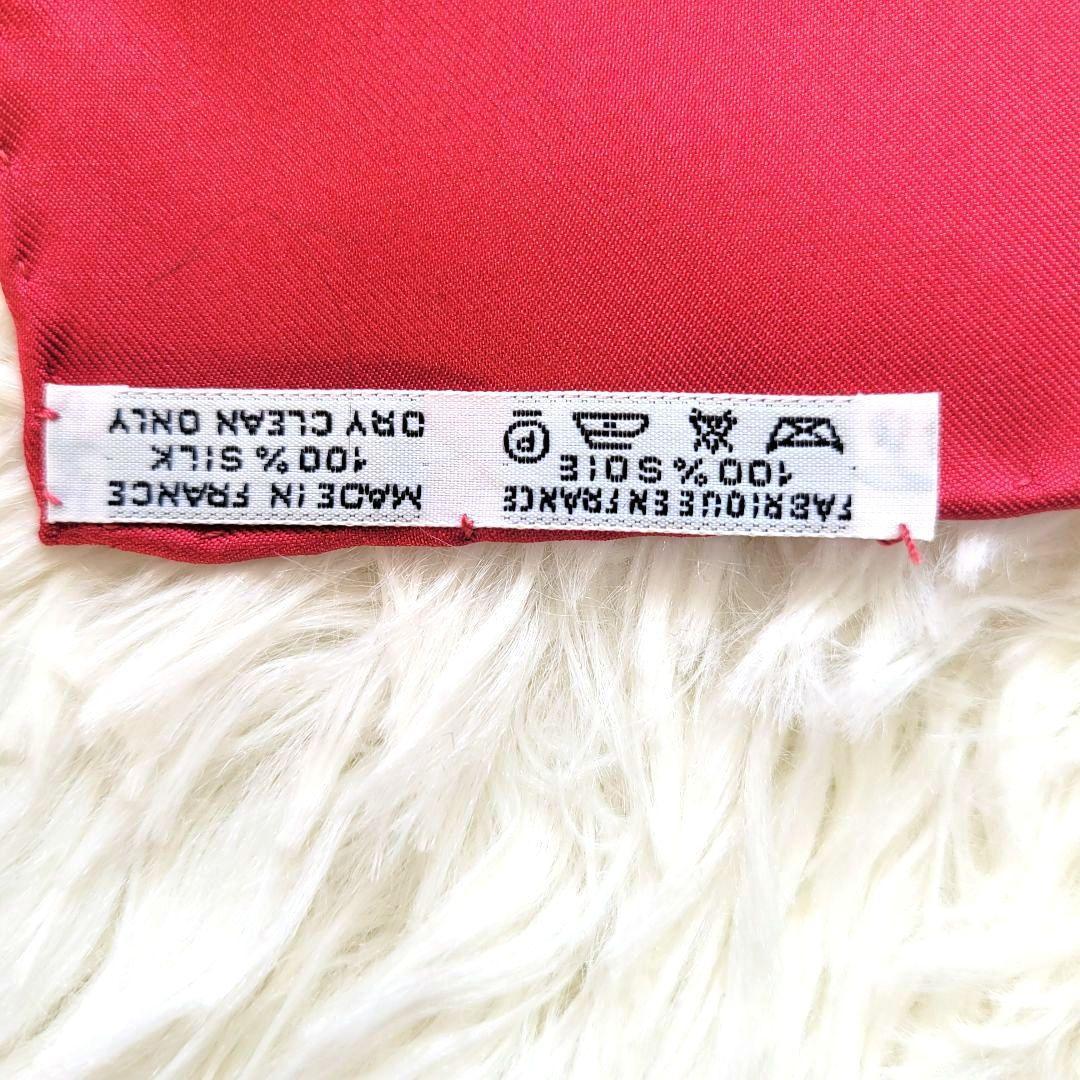 FABRIQUE EN FRANCE
100% SOIE
P
MADE IN FRANCE
100% SILK
DRY CLEAN ONLY